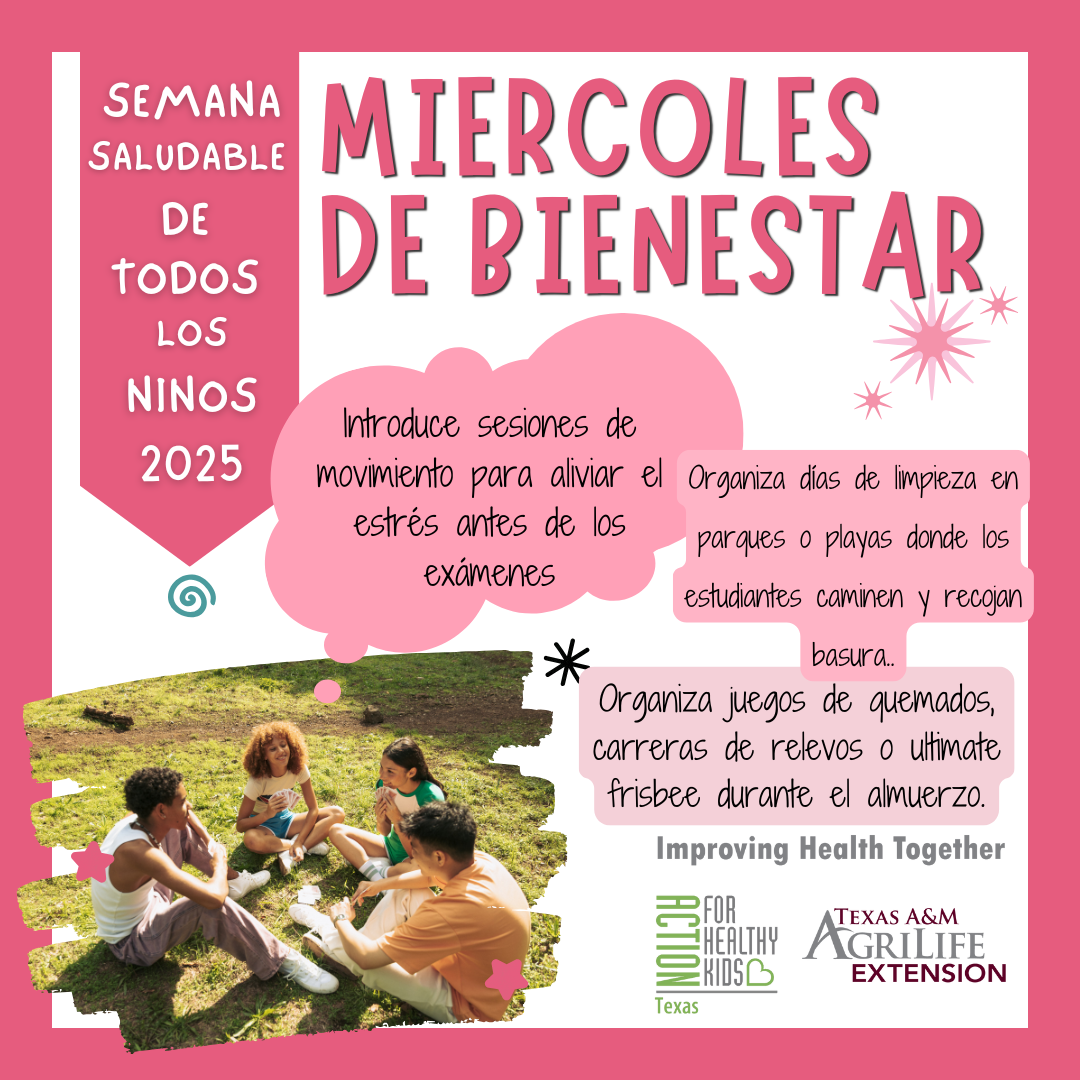 SEMANA
SALUDABLE
DE
TODOS
LOS
NINOS
2025
MIERCOLES
DE BIENESTAR
Introduce sesiones de
movimiento para aliviar el
estrés antes de los
exámenes
Organiza días de limpieza en
parques o playas donde los
estudiantes caminen y recojan
basura..
Organiza juegos de quemados,
carreras de relevos o ultimate
frisbee durante el almuerzo.
Improving Health Together
ACTION
FOR
HEALTHY
KIDS
Texas
TEXAS A&M
AGRILIFE
EXTENSION